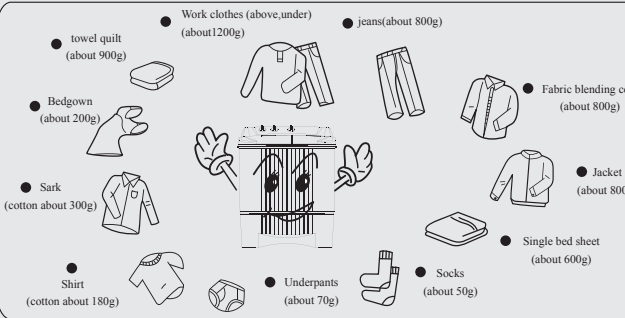 Work clothes (above,under)
(about1200g)
jeans(about 800g)
towel quilt
(about 900g)
Fabric blending co
(about 800g)
Bedgown
(about 200g)
Jacket
(about 800
Sark
(cotton about 300g)
Single bed sheet
(about 600g)
Shirt
(cotton about 180g)
Underpants
(about 70g)
Socks
(about 50g)